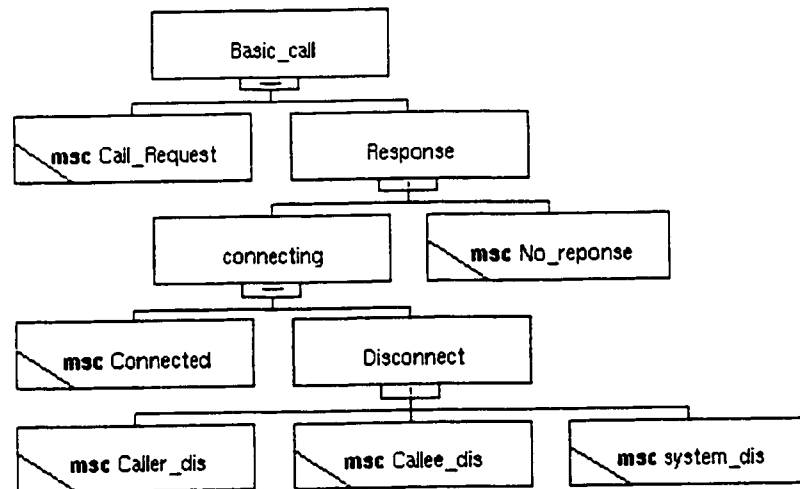 Basic_call
msc Call_Request
Response
connecting
msc No_reponse
msc Connected
Disconnect
msc Caller_dis
msc Callee_dis
msc system_dis